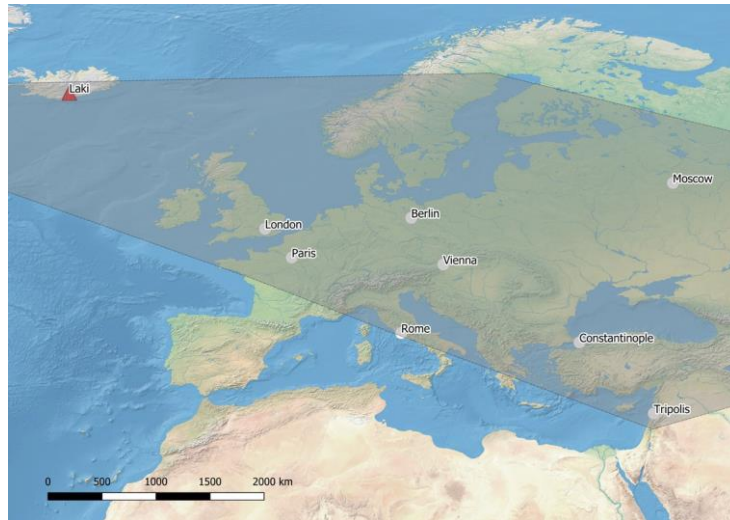 Laki
Moscow
Berlin
London
Paris
Vienna
Rome
Constantinople
Tripolis
0 500 1000 1500 2000 km